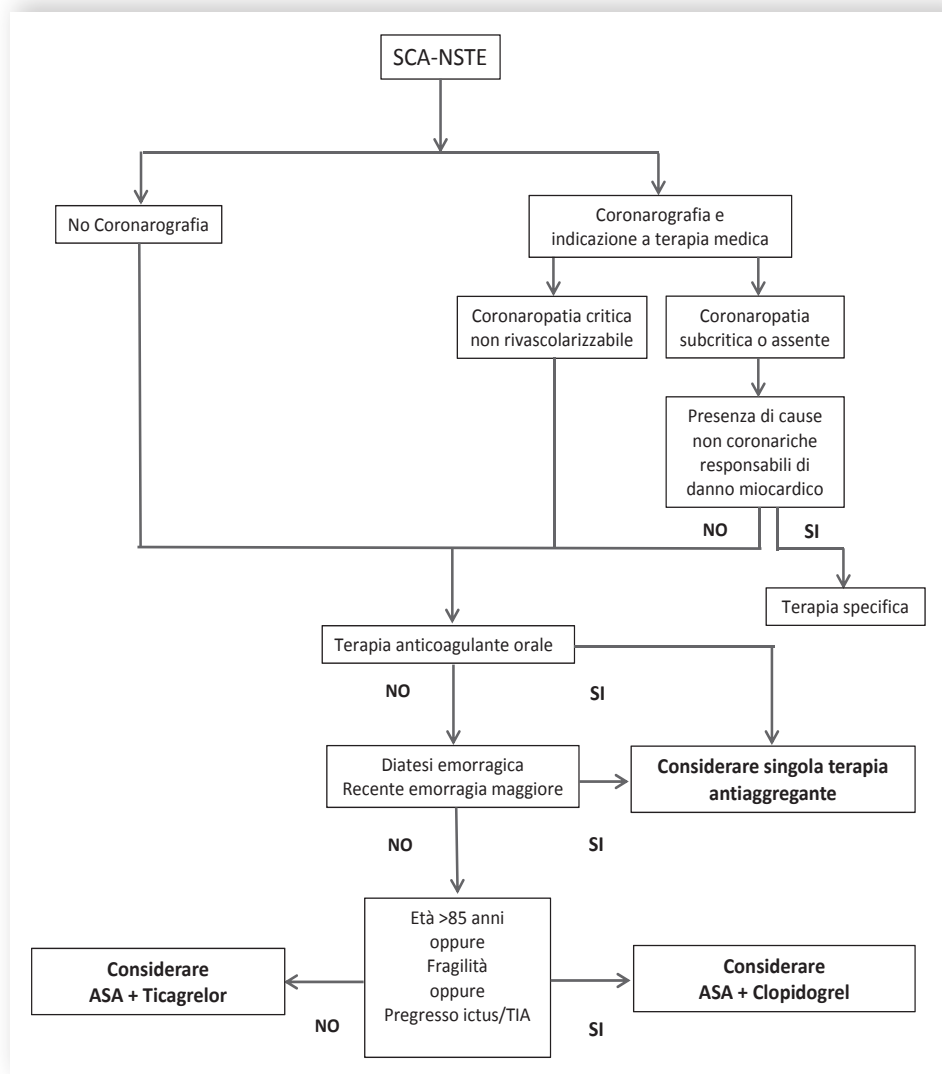 SCA-NSTE
No Coronarografia
Coronarografia e
indicazione a terapia medica
Coronaropatia critica
non rivascolarizzabile
Coronaropatia
subcritica o assente
Presenza di cause
non coronariche
responsabili di
danno miocardico
NO
SI
Terapia specifica
Terapia anticoagulante orale
NO
SI
Diatesi emorragica
Recente emorragia maggiore
Considerare singola terapia
antiaggregante
NO
SI
Età >85 anni
oppure
Fragilità
oppure
Pregresso ictus/TIA
Considerare
ASA + Ticagrelor
Considerare
ASA + Clopidogrel
NO
SI